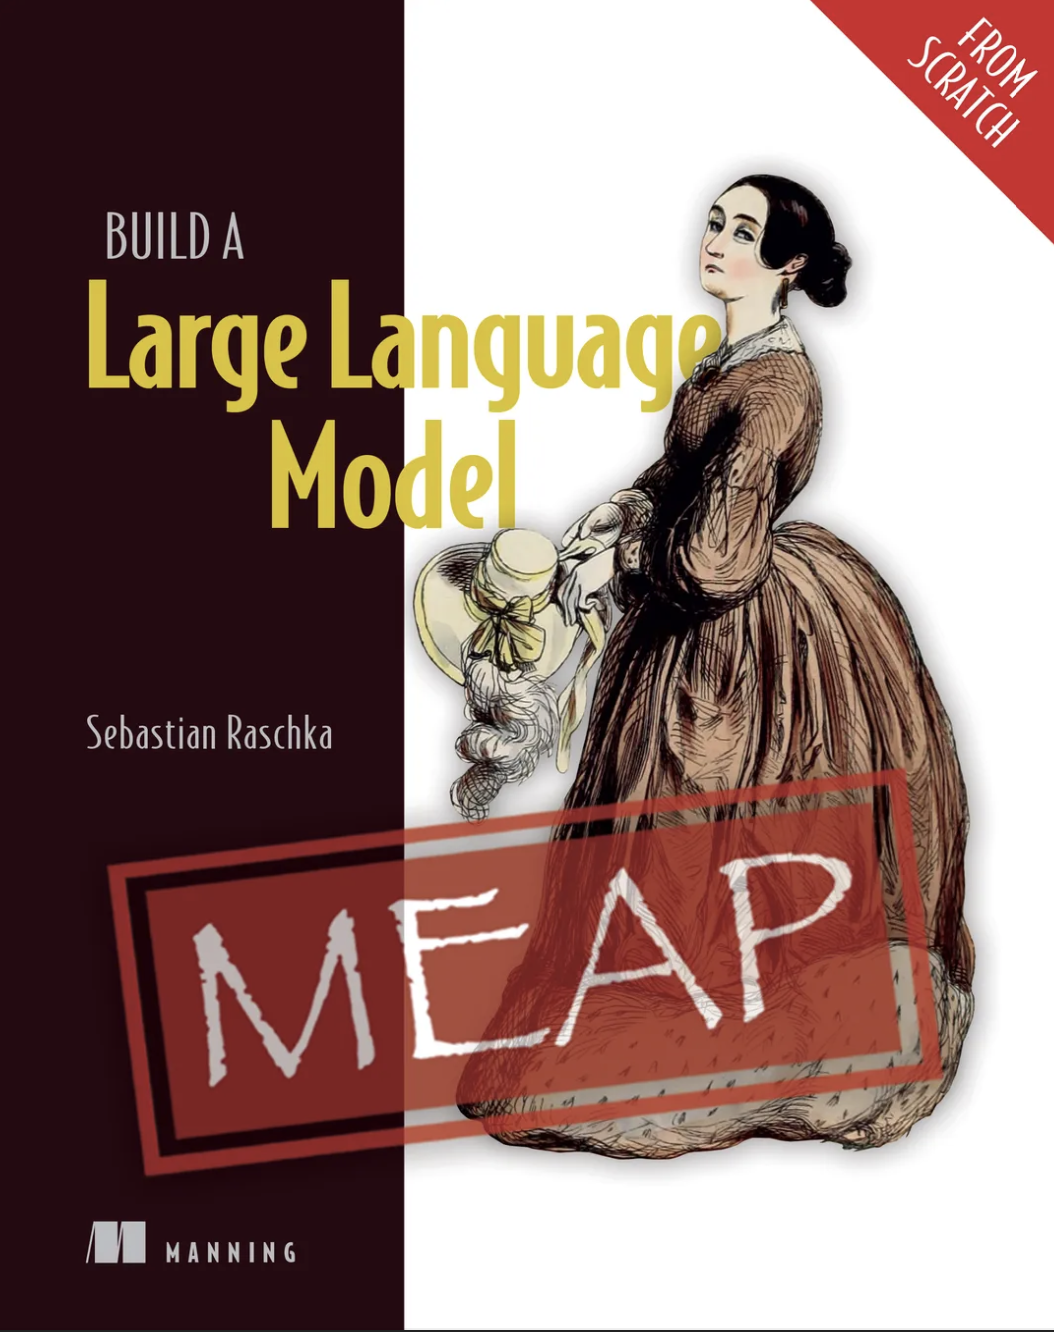 FROM
SCRATCH
BUILD A
Large Language
Model
Sebastian Raschka
MEAP
MANNING